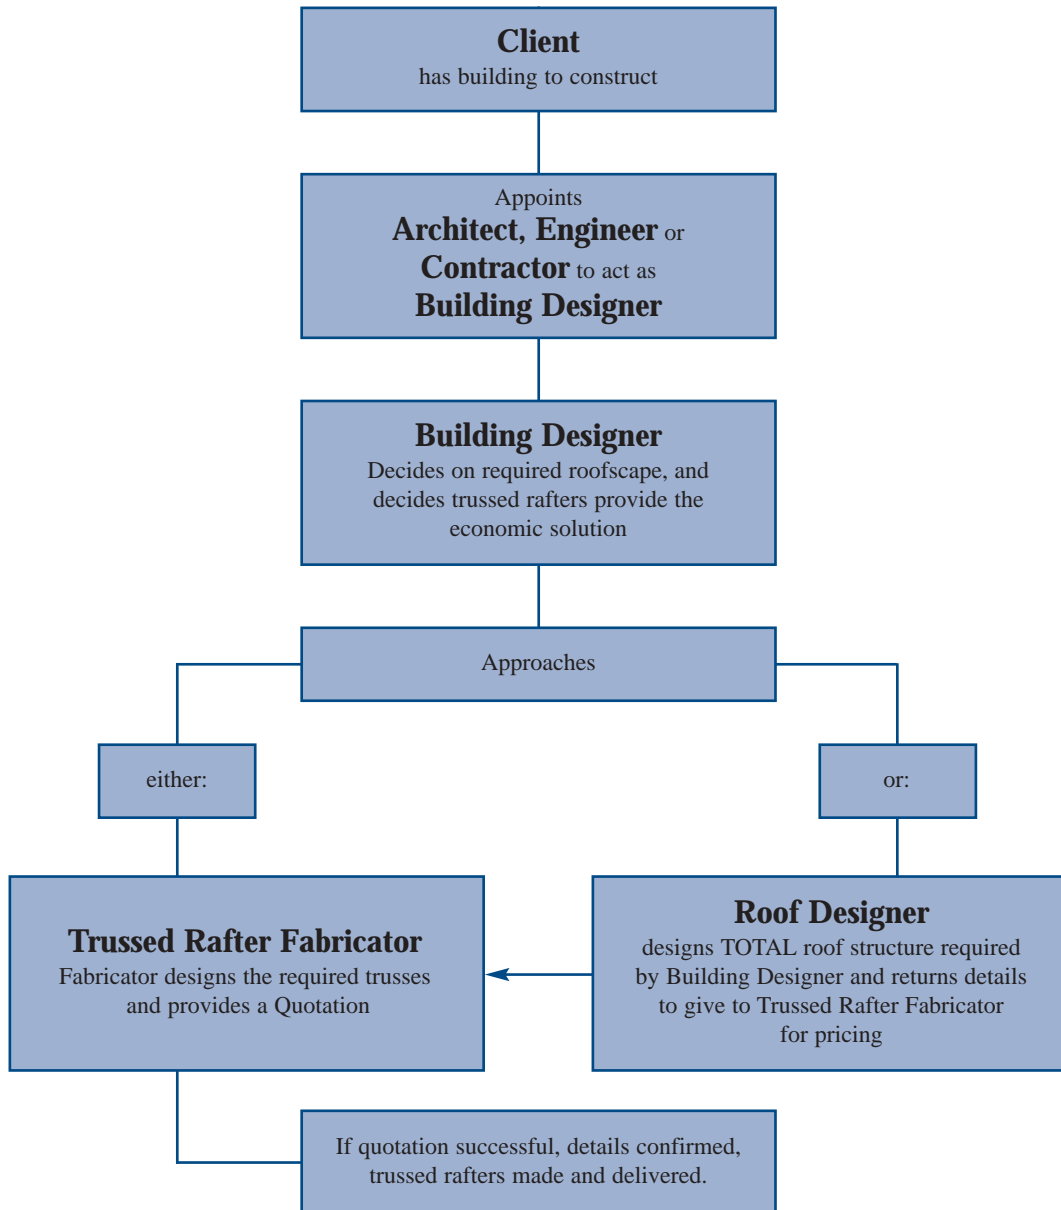 Client
has building to construct
Appoints
Architect, Engineer or
Contractor to act as
Building Designer
Building Designer
Decides on required roofscape, and
decides trussed rafters provide the
economic solution
Approaches
either:
or:
Trussed Rafter Fabricator
Fabricator designs the required trusses
and provides a Quotation
Roof Designer
designs TOTAL roof structure required
by Building Designer and returns details
to give to Trussed Rafter Fabricator
for pricing
If quotation successful, details confirmed,
trussed rafters made and delivered.